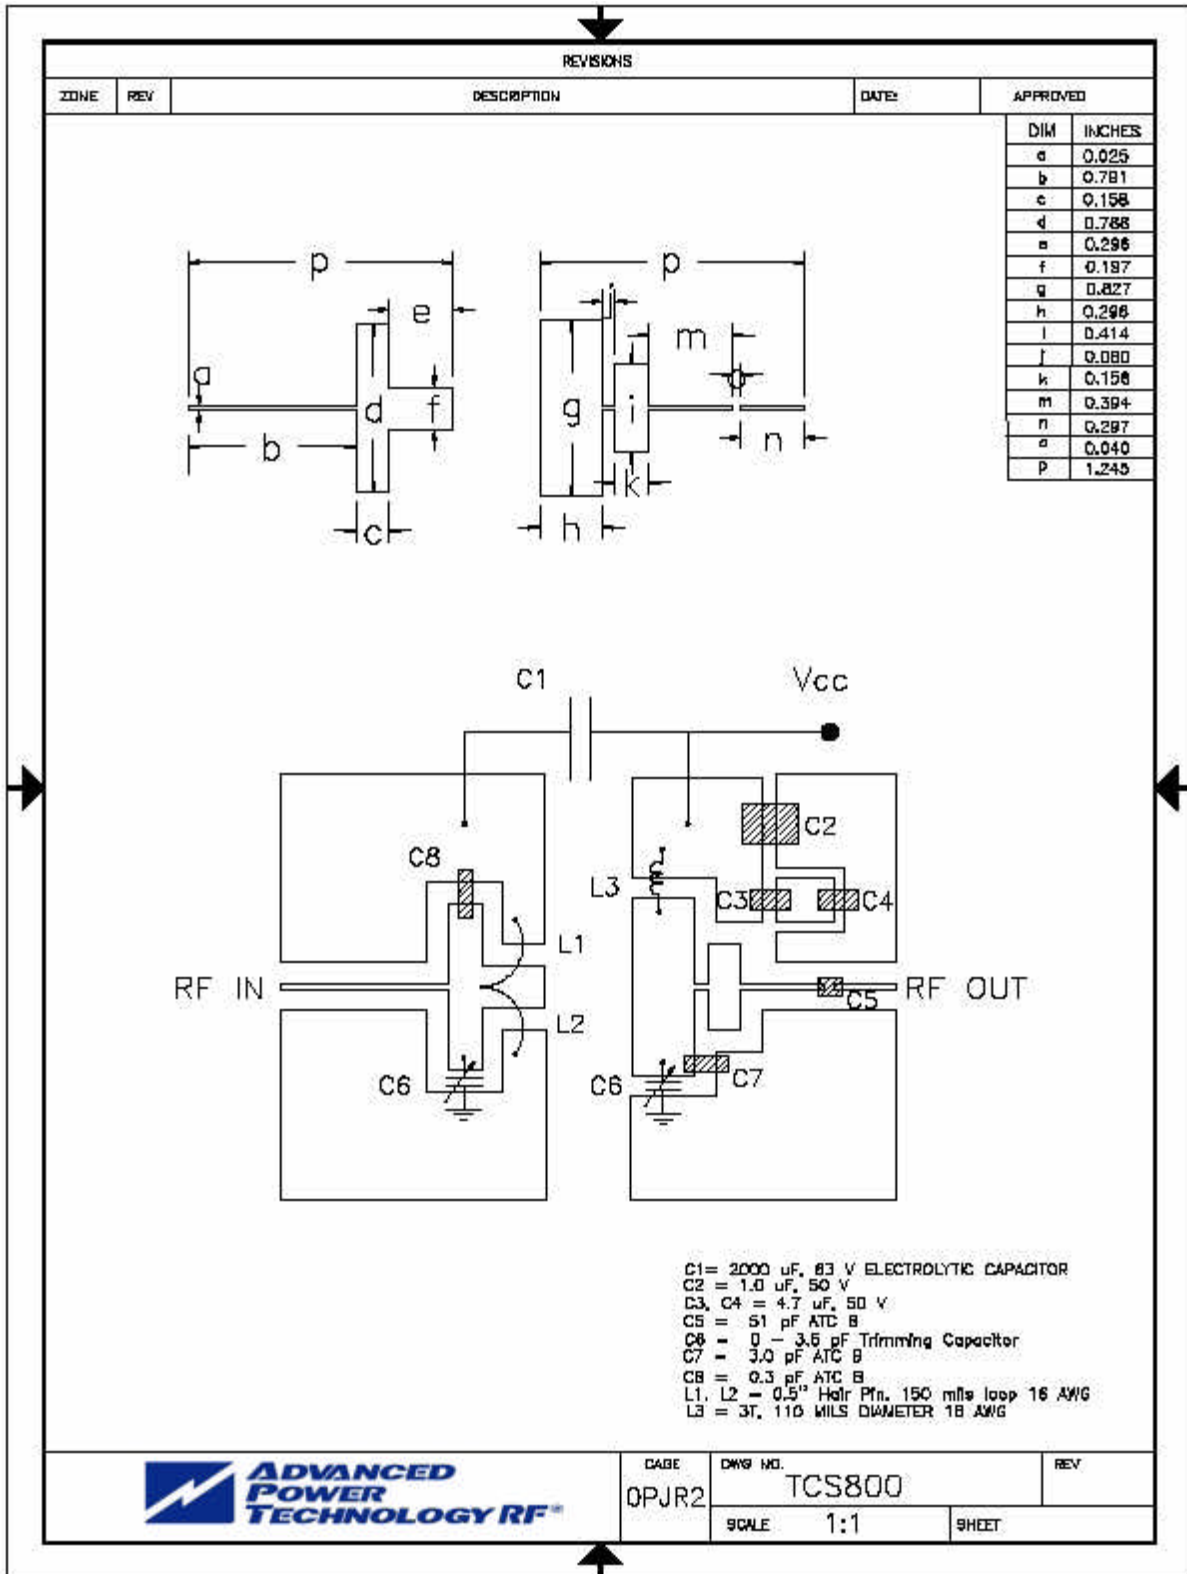 REVISIONS
ZONE REV DESCRIPTION DATE: APPROVED
DIM INCHES
a 0.025
b 0.791
c 0.158
d 0.788
e 0.296
f 0.197
g 0.827
h 0.296
i 0.414
j 0.080
k 0.158
m 0.394
n 0.297
o 0.040
P 1.245
p p
e j m
a d f g i o
b n
c h k
C1 Vcc
C8 C2
L3 C3 C4
L1
RF IN RF OUT
C5
L2
C6 C6 C7
C1= 2000 uF, 63 V ELECTROLYTIC CAPACITOR
C2 = 1.0 uF, 50 V
C3, C4 = 4.7 uF, 50 V
C5 = 51 pF ATC B
C6 = 0 - 3.5 pF Trimming Capacitor
C7 = 3.0 pF ATC B
C8 = 0.3 pF ATC B
L1, L2 = 0.5" Hair Pin, 150 mils loop 16 AWG
L3 = 3T, 110 MILS DIAMETER 18 AWG
ADVANCED
POWER
TECHNOLOGY RF®
CAGE
0PJR2
DWG NO.
TCS800
REV
SCALE 1:1
SHEET